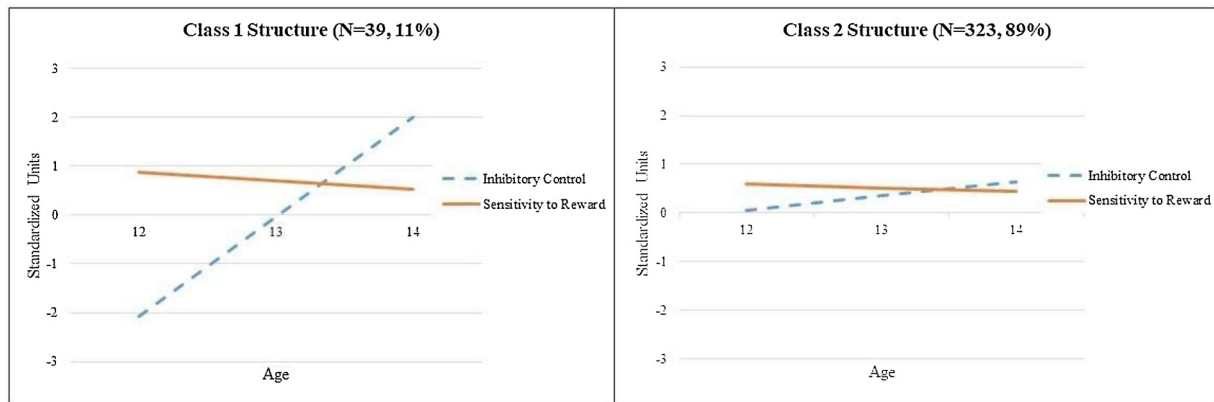 Class 1 Structure (N=39, 11%)
3
2
1
0
-1
-2
-3
Standardized Units
12
13
14
Age
Inhibitory Control
Sensitivity to Reward
Class 2 Structure (N=323, 89%)
3
2
1
0
-1
-2
-3
Standardized Units
12
13
14
Age
Inhibitory Control
Sensitivity to Reward